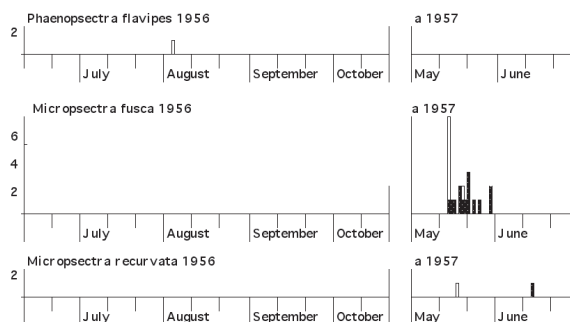 Phaenopsectra flavipes 1956 a 1957
2
July August September October May June
Micropsectra fusca 1956 a 1957
6
4
2
July August September October May June
Micropsectra recurvata 1956 a 1957
2
July August September October May June